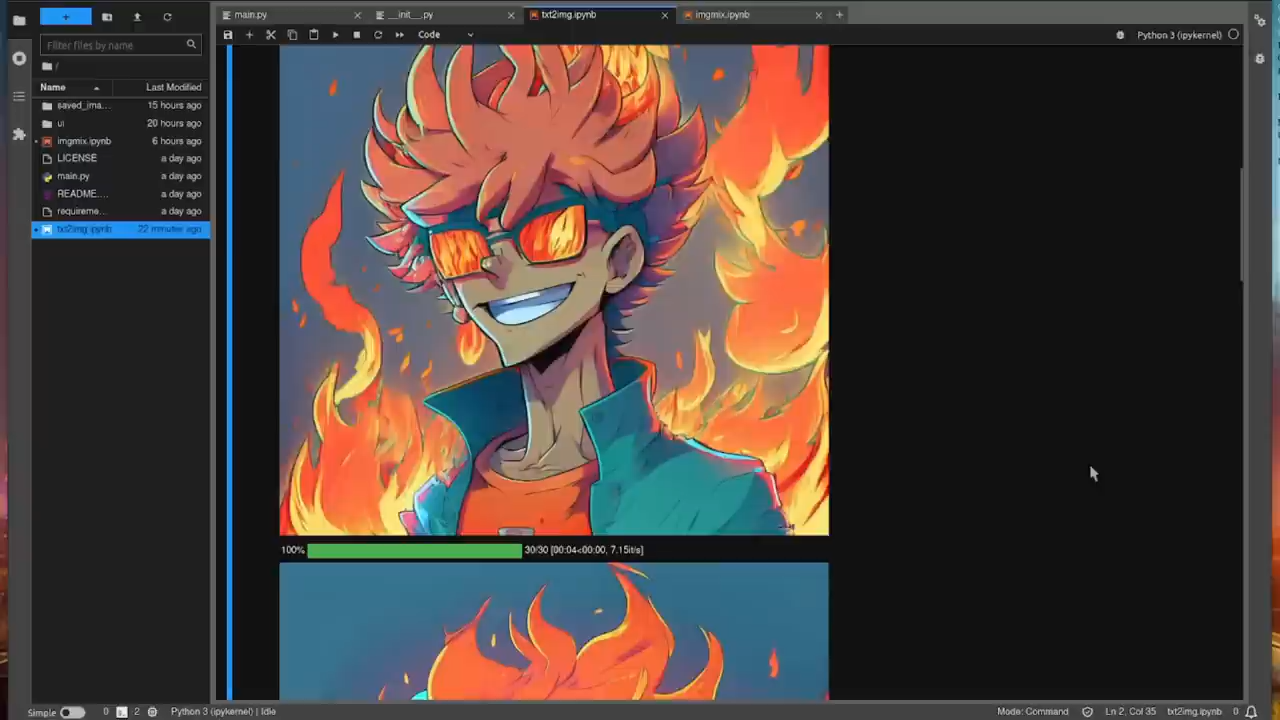 main.py
__init__.py
txt2img.ipynb
imgmix.ipynb
Code
Python 3 (ipykernel)
Filter files by name
/
Name
Last Modified
saved_ima...
15 hours ago
ui
20 hours ago
imgmix.ipynb
6 hours ago
LICENSE
a day ago
main.py
a day ago
README....
a day ago
requireme...
a day ago
txt2img.ipynb
22 minutes ago
100%
30/30 [00:04<00:00, 7.15it/s]
Simple
0
2
Python 3 (ipykernel) | Idle
Mode: Command
Ln 2, Col 35
txt2img.ipynb
0